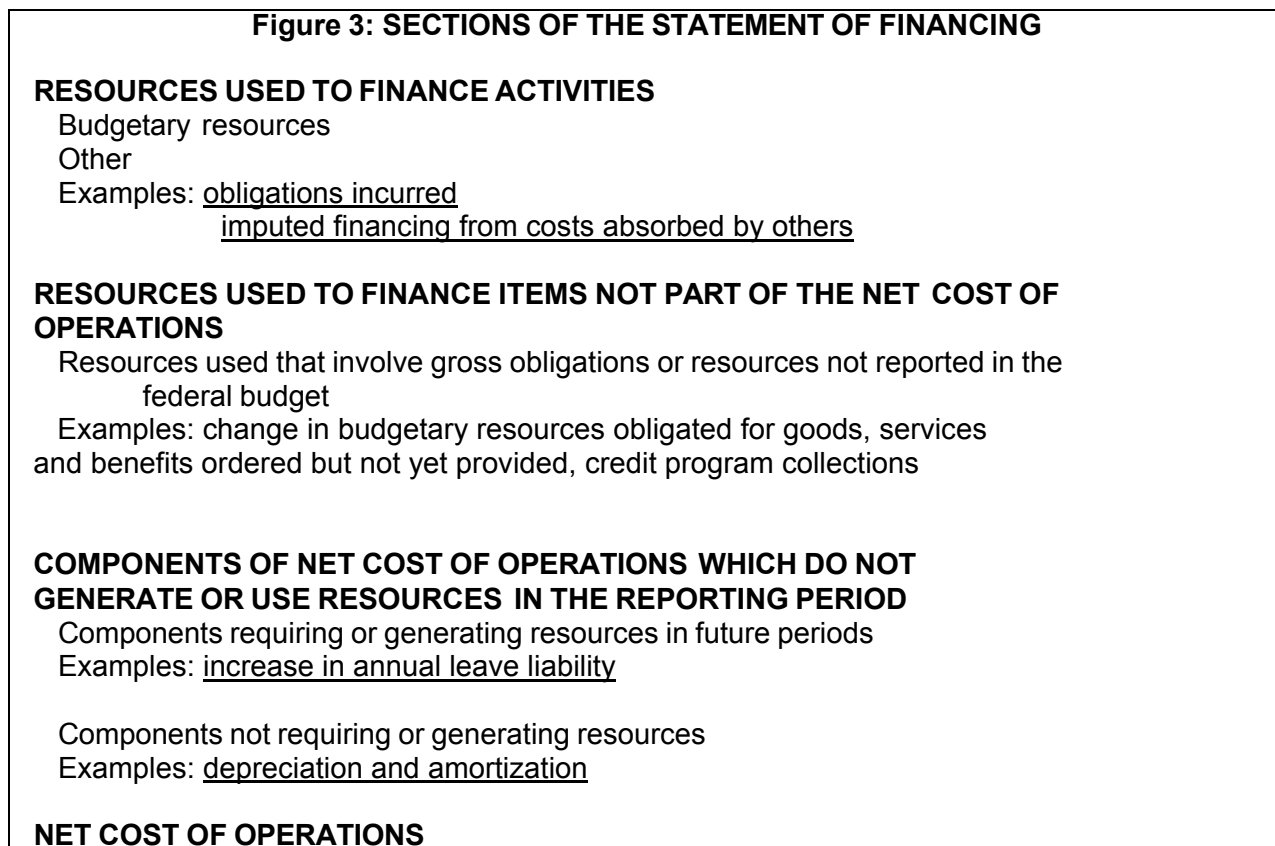 Figure 3: SECTIONS OF THE STATEMENT OF FINANCING
RESOURCES USED TO FINANCE ACTIVITIES
Budgetary resources
Other
Examples: obligations incurred
imputed financing from costs absorbed by others
RESOURCES USED TO FINANCE ITEMS NOT PART OF THE NET COST OF
OPERATIONS
Resources used that involve gross obligations or resources not reported in the
federal budget
Examples: change in budgetary resources obligated for goods, services
and benefits ordered but not yet provided, credit program collections
COMPONENTS OF NET COST OF OPERATIONS WHICH DO NOT
GENERATE OR USE RESOURCES IN THE REPORTING PERIOD
Components requiring or generating resources in future periods
Examples: increase in annual leave liability
Components not requiring or generating resources
Examples: depreciation and amortization
NET COST OF OPERATIONS